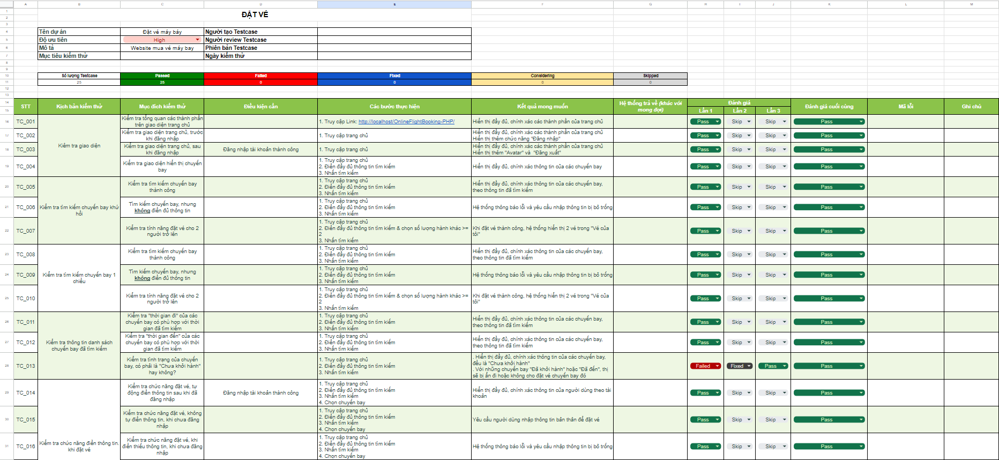 A B C D E F G H I J K L M
1
2 ĐẶT VÉ
3
4 Tên dự án Đặt vé máy báy Người tạo Testcase
5 Độ ưu tiên High Người review Testcase
6 Mô tả Website mua vé máy bay Phiên bản Testcase
7 Mục tiêu kiểm thử Ngày kiểm thử
8
9
10 Số lượng Testcase Passed Failed Fixed Considering Skipped
11 25 25 0 0 0 0
12
13
14 STT Kịch bản kiểm thử Mục đích kiểm thử Điều kiện cần Các bước thực hiện Kết quả mong muốn Hệ thống trả về (khác với mong đợi) Đánh giá Đánh giá cuối cùng Mã lỗi Ghi chú
15 Lần 1 Lần 2 Lần 3
16 TC_001
Kiểm tra giao diện
Kiểm tra tổng quan các thành phần
trên giao diện trang chủ
1. Truy cập Link: http://localhost/OnlineFlightBooking-PHP/
Hiển thị đầy đủ, chính xác các thành phần của trang chủ
Pass Skip Skip Pass
17 TC_002
Kiểm tra giao diện trang chủ, trước
khi đăng nhập
1. Truy cập trang chủ
Hiển thị đầy đủ, chính xác các thành phần của trang chủ
Hiển thị thêm chức năng "Đăng nhập"
Pass Skip Skip Pass
18 TC_003
Kiểm tra giao diện trang chủ, sau
khi đăng nhập
Đăng nhập tài khoản thành công
1. Truy cập trang chủ
Hiển thị đầy đủ, chính xác các thành phần của trang chủ
Hiển thị thêm "Avatar" và "Đăng xuất"
Pass Skip Skip Pass
19 TC_004
Kiểm tra giao diện hiển thị chuyến
bay
1. Truy cập trang chủ
2. Điền đầy đủ thông tin tìm kiếm
3. Nhấn tìm kiếm
Hiển thị đầy đủ, chính xác thông tin của các chuyến bay
Pass Skip Skip Pass
20 TC_005
Kiểm tra tìm kiếm chuyến bay khứ
hồi
Kiểm tra tìm kiếm chuyến bay
thành công
1. Truy cập trang chủ
2. Điền đầy đủ thông tin tìm kiếm
3. Nhấn tìm kiếm
Hiển thị đầy đủ, chính xác thông tin của các chuyến bay,
theo thông tin đã tìm kiếm
Pass Skip Skip Pass
21 TC_006
Tìm kiếm chuyến bay, nhưng
không điền đủ thông tin
1. Truy cập trang chủ
2. Điền đầy đủ thông tin tìm kiếm
3. Nhấn tìm kiếm
Hệ thống thông báo lỗi và yêu cầu nhập thông tin bị bỏ trống
Pass Skip Skip Pass
22 TC_007
Kiểm tra tính năng đặt vé cho 2
người trở lên
1. Truy cập trang chủ
2. Điền đầy đủ thông tin tìm kiếm & chọn số lượng hành khác >=
2
3. Nhấn tìm kiếm
Khi đặt vé thành công, hệ thống hiển thị 2 vé trong "Vé của
tôi"
Pass Skip Skip Pass
23 TC_008
Kiểm tra tìm kiếm chuyến bay 1
chiều
Kiểm tra tìm kiếm chuyến bay
thành công
1. Truy cập trang chủ
2. Điền đầy đủ thông tin tìm kiếm
3. Nhấn tìm kiếm
Hiển thị đầy đủ, chính xác thông tin của các chuyến bay,
theo thông tin đã tìm kiếm
Pass Skip Skip Pass
24 TC_009
Tìm kiếm chuyến bay, nhưng
không điền đủ thông tin
1. Truy cập trang chủ
2. Điền đầy đủ thông tin tìm kiếm
3. Nhấn tìm kiếm
Hệ thống thông báo lỗi và yêu cầu nhập thông tin bị bỏ trống
Pass Skip Skip Pass
25 TC_010
Kiểm tra tính năng đặt vé cho 2
người trở lên
1. Truy cập trang chủ
2. Điền đầy đủ thông tin tìm kiếm & chọn số lượng hành khác >=
2
3. Nhấn tìm kiếm
Khi đặt vé thành công, hệ thống hiển thị 2 vé trong "Vé của
tôi"
Pass Skip Skip Pass
26 TC_011
Kiểm tra thông tin danh sách
chuyến bay đã tìm kiếm
Kiểm tra "thời gian đi" của các
chuyến bay có phù hợp với thời
gian đã tìm kiếm
1. Truy cập trang chủ
2. Điền đầy đủ thông tin tìm kiếm
3. Nhấn tìm kiếm
Hiển thị đầy đủ, chính xác thông tin của các chuyến bay,
theo thông tin đã tìm kiếm
Pass Skip Skip Pass
27 TC_012
Kiểm tra "thời gian đến" của các
chuyến bay có phù hợp với thời
gian đã tìm kiếm
1. Truy cập trang chủ
2. Điền đầy đủ thông tin tìm kiếm
3. Nhấn tìm kiếm
Hiển thị đầy đủ, chính xác thông tin của các chuyến bay,
theo thông tin đã tìm kiếm
Pass Skip Skip Pass
28 TC_013
Kiểm tra tình trạng của chuyến
bay, có phải là "Chưa khởi hành"
hay không?
1. Truy cập trang chủ
2. Điền đầy đủ thông tin tìm kiếm
3. Nhấn tìm kiếm
. Hiển thị đầy đủ, chính xác thông tin của các chuyến bay,
đều là "Chưa khởi hành"
. Với những chuyến bay "Đã khởi hành" hoặc "Đã đến", thì
sẽ bị ẩn đi hoặc không cho đặt vé chuyến bay đó
Failed Fixed Pass Pass
29 TC_014
Kiểm tra chức năng điền thông tin.
khi đặt vé
Kiểm tra chức năng đặt vé, tự
động điền thông tin sau khi đã
đăng nhập
Đăng nhập tài khoản thành công
1. Truy cập trang chủ
2. Điền đầy đủ thông tin tìm kiếm
3. Nhấn tìm kiếm
4. Chọn chuyến bay
Hiển thị đầy đủ, chính xác thông tin của người dùng theo tài
khoản
Pass Skip Skip Pass
30 TC_015
Kiểm tra chức năng đặt vé, không
tự điền thông tin, khi chưa đăng
nhập
1. Truy cập trang chủ
2. Điền đầy đủ thông tin tìm kiếm
3. Nhấn tìm kiếm
4. Chọn chuyến bay
Yêu cầu người dùng nhập thông tin bản thân để đặt vé
Pass Skip Skip Pass
31 TC_016
Kiểm tra chức năng đặt vé, khi
điền thiếu thông tin, khi chưa đăng
nhập
1. Truy cập trang chủ
2. Điền đầy đủ thông tin tìm kiếm
3. Nhấn tìm kiếm
4. Chọn chuyến bay
Hệ thống thông báo lỗi và yêu cầu nhập thông tin bị bỏ trống
Pass Skip Skip Pass